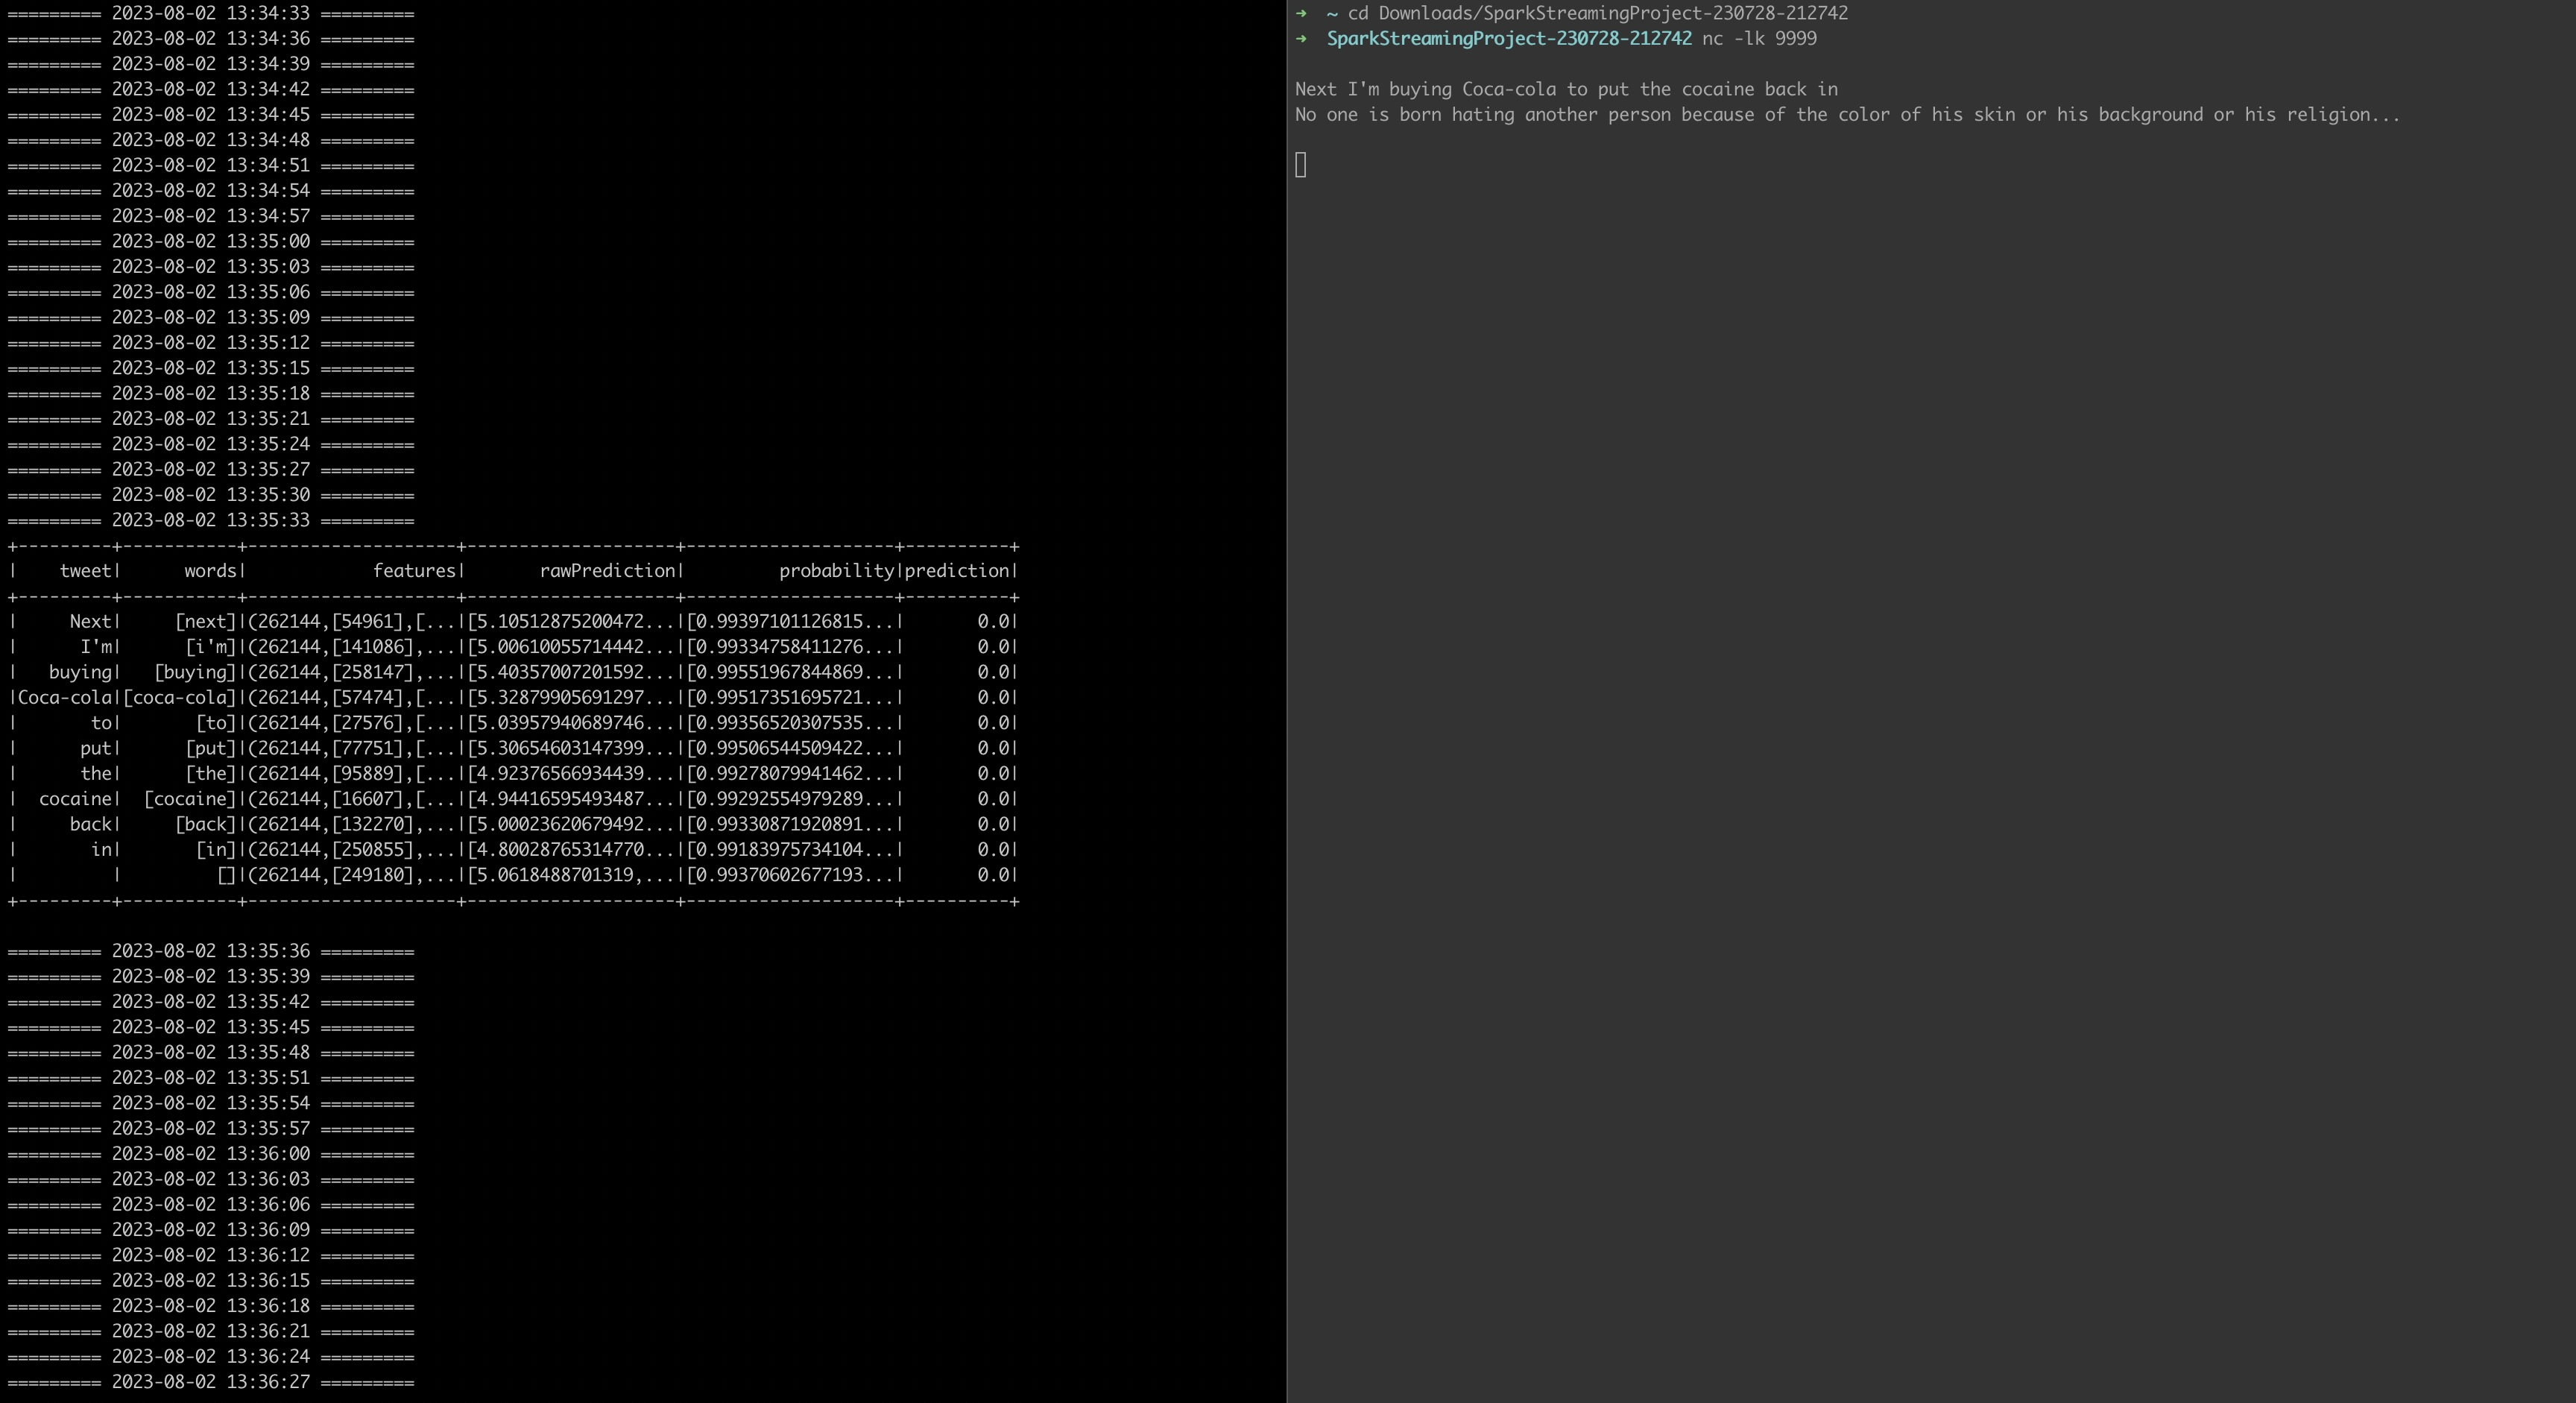 ========= 2023-08-02 13:34:33 =========
========= 2023-08-02 13:34:36 =========
========= 2023-08-02 13:34:39 =========
========= 2023-08-02 13:34:42 =========
========= 2023-08-02 13:34:45 =========
========= 2023-08-02 13:34:48 =========
========= 2023-08-02 13:34:51 =========
========= 2023-08-02 13:34:54 =========
========= 2023-08-02 13:34:57 =========
========= 2023-08-02 13:35:00 =========
========= 2023-08-02 13:35:03 =========
========= 2023-08-02 13:35:06 =========
========= 2023-08-02 13:35:09 =========
========= 2023-08-02 13:35:12 =========
========= 2023-08-02 13:35:15 =========
========= 2023-08-02 13:35:18 =========
========= 2023-08-02 13:35:21 =========
========= 2023-08-02 13:35:24 =========
========= 2023-08-02 13:35:27 =========
========= 2023-08-02 13:35:30 =========
========= 2023-08-02 13:35:33 =========
+---------+-----------+--------------------+--------------------+--------------------+----------+
|    tweet|      words|            features|       rawPrediction|         probability|prediction|
+---------+-----------+--------------------+--------------------+--------------------+----------+
|     Next|     [next]|(262144,[54961],[...|[5.10512875200472...|[0.99397101126815...|       0.0|
|      I'm|      [i'm]|(262144,[141086],...|[5.00610055714442...|[0.99334758411276...|       0.0|
|   buying|   [buying]|(262144,[258147],...|[5.40357007201592...|[0.99551967844869...|       0.0|
|Coca-cola|[coca-cola]|(262144,[57474],[...|[5.32879905691297...|[0.99517351695721...|       0.0|
|       to|       [to]|(262144,[27576],[...|[5.03957940689746...|[0.99356520307535...|       0.0|
|      put|      [put]|(262144,[77751],[...|[5.30654603147399...|[0.99506544509422...|       0.0|
|      the|      [the]|(262144,[95889],[...|[4.92376566934439...|[0.99278079941462...|       0.0|
|  cocaine|  [cocaine]|(262144,[16607],[...|[4.94416595493487...|[0.99292554979289...|       0.0|
|     back|     [back]|(262144,[132270],...|[5.00023620679492...|[0.99330871920891...|       0.0|
|       in|       [in]|(262144,[250855],...|[4.80028765314770...|[0.99183975734104...|       0.0|
|         |         []|(262144,[249180],...|[5.0618488701319,...|[0.99370602677193...|       0.0|
+---------+-----------+--------------------+--------------------+--------------------+----------+
========= 2023-08-02 13:35:36 =========
========= 2023-08-02 13:35:39 =========
========= 2023-08-02 13:35:42 =========
========= 2023-08-02 13:35:45 =========
========= 2023-08-02 13:35:48 =========
========= 2023-08-02 13:35:51 =========
========= 2023-08-02 13:35:54 =========
========= 2023-08-02 13:35:57 =========
========= 2023-08-02 13:36:00 =========
========= 2023-08-02 13:36:03 =========
========= 2023-08-02 13:36:06 =========
========= 2023-08-02 13:36:09 =========
========= 2023-08-02 13:36:12 =========
========= 2023-08-02 13:36:15 =========
========= 2023-08-02 13:36:18 =========
========= 2023-08-02 13:36:21 =========
========= 2023-08-02 13:36:24 =========
========= 2023-08-02 13:36:27 =========
➜  ~ cd Downloads/SparkStreamingProject-230728-212742
➜  SparkStreamingProject-230728-212742 nc -lk 9999
Next I'm buying Coca-cola to put the cocaine back in
No one is born hating another person because of the color of his skin or his background or his religion...